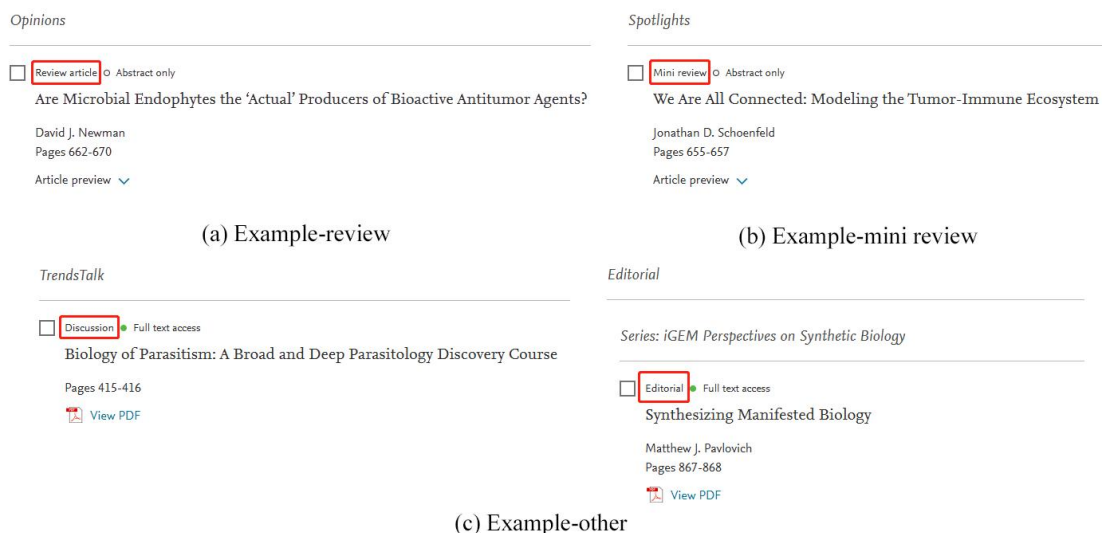 Opinions
Review article Abstract only
Are Microbial Endophytes the ‘Actual’ Producers of Bioactive Antitumor Agents?
David J. Newman
Pages 662-670
Article preview
(a) Example-review
Spotlights
Mini review Abstract only
We Are All Connected: Modeling the Tumor-Immune Ecosystem
Jonathan D. Schoenfeld
Pages 655-657
Article preview
(b) Example-mini review
TrendsTalk
Discussion Full text access
Biology of Parasitism: A Broad and Deep Parasitology Discovery Course
Pages 415-416
View PDF
Editorial
Series: iGEM Perspectives on Synthetic Biology
Editorial Full text access
Synthesizing Manifested Biology
Matthew J. Pavlovich
Pages 867-868
View PDF
(c) Example-other